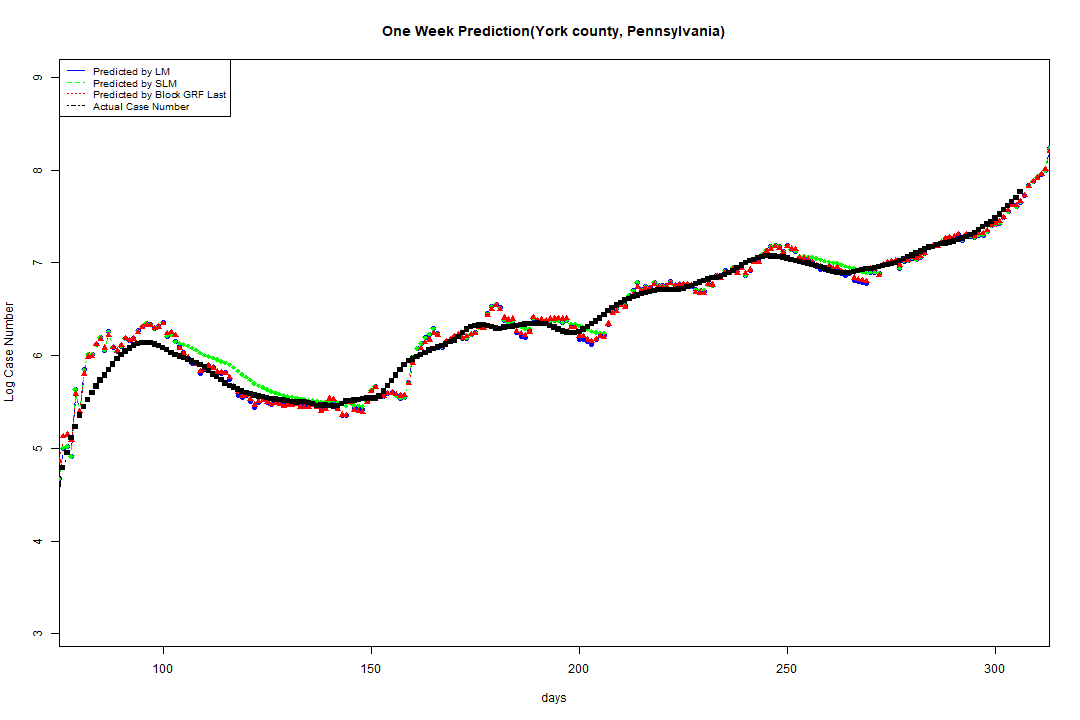 One Week Prediction(York county, Pennsylvania)
Predicted by LM
Predicted by SLM
Predicted by Block GRF Last
Actual Case Number
9
8
7
6
5
4
3
Log Case Number
100 150 200 250 300
days